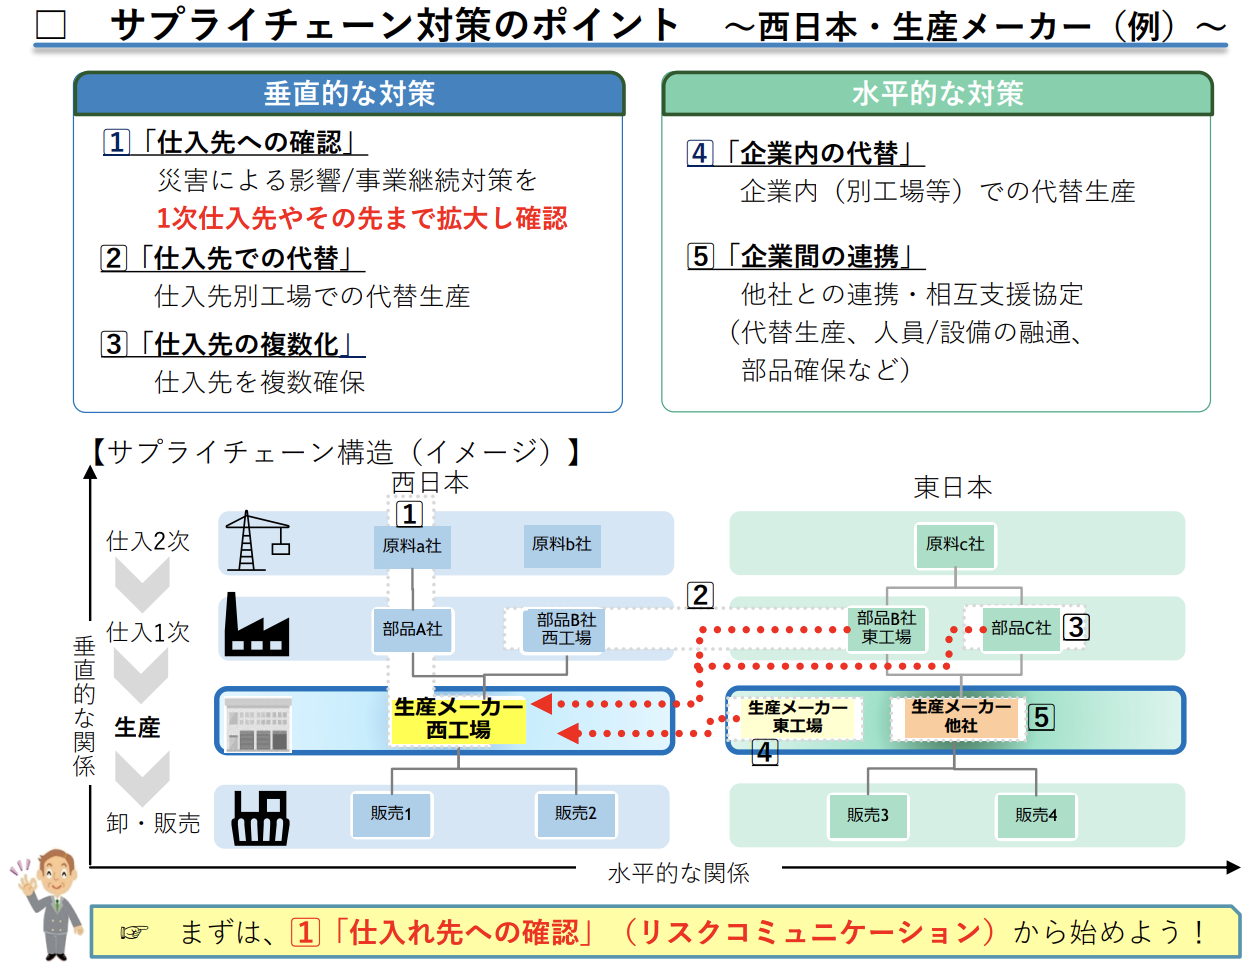 □ サプライチェーン対策のポイント ～西日本・生産メーカー（例）～
垂直的な対策
1「仕入先への確認」
災害による影響/事業継続対策を
1次仕入先やその先まで拡大し確認
2「仕入先での代替」
仕入先別工場での代替生産
3「仕入先の複数化」
仕入先を複数確保
水平的な対策
4「企業内の代替」
企業内（別工場等）での代替生産
5「企業間の連携」
他社との連携・相互支援協定
（代替生産、人員/設備の融通、
部品確保など）
【サプライチェーン構造（イメージ）】
西日本
東日本
垂直的な関係
仕入2次
1
原料a社
原料b社
原料c社
仕入1次
部品A社
部品B社
西工場
2
部品B社
東工場
部品C社
3
生産
生産メーカー
西工場
生産メーカー
東工場
4
生産メーカー
他社
5
卸・販売
販売1
販売2
販売3
販売4
水平的な関係
☞ まずは、1「仕入れ先への確認」（リスクコミュニケーション）から始めよう！